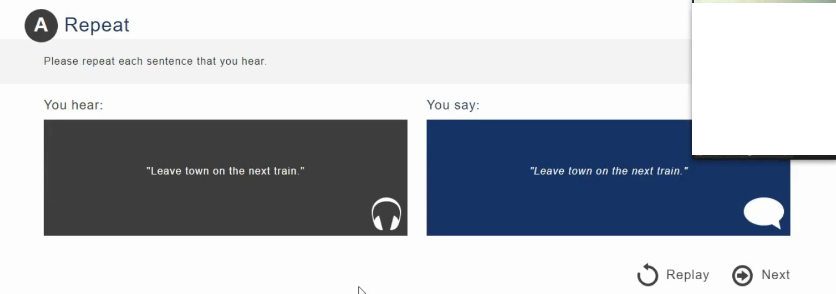 A Repeat
Please repeat each sentence that you hear.
You hear:
You say:
"Leave town on the next train."
"Leave town on the next train."
Replay
Next